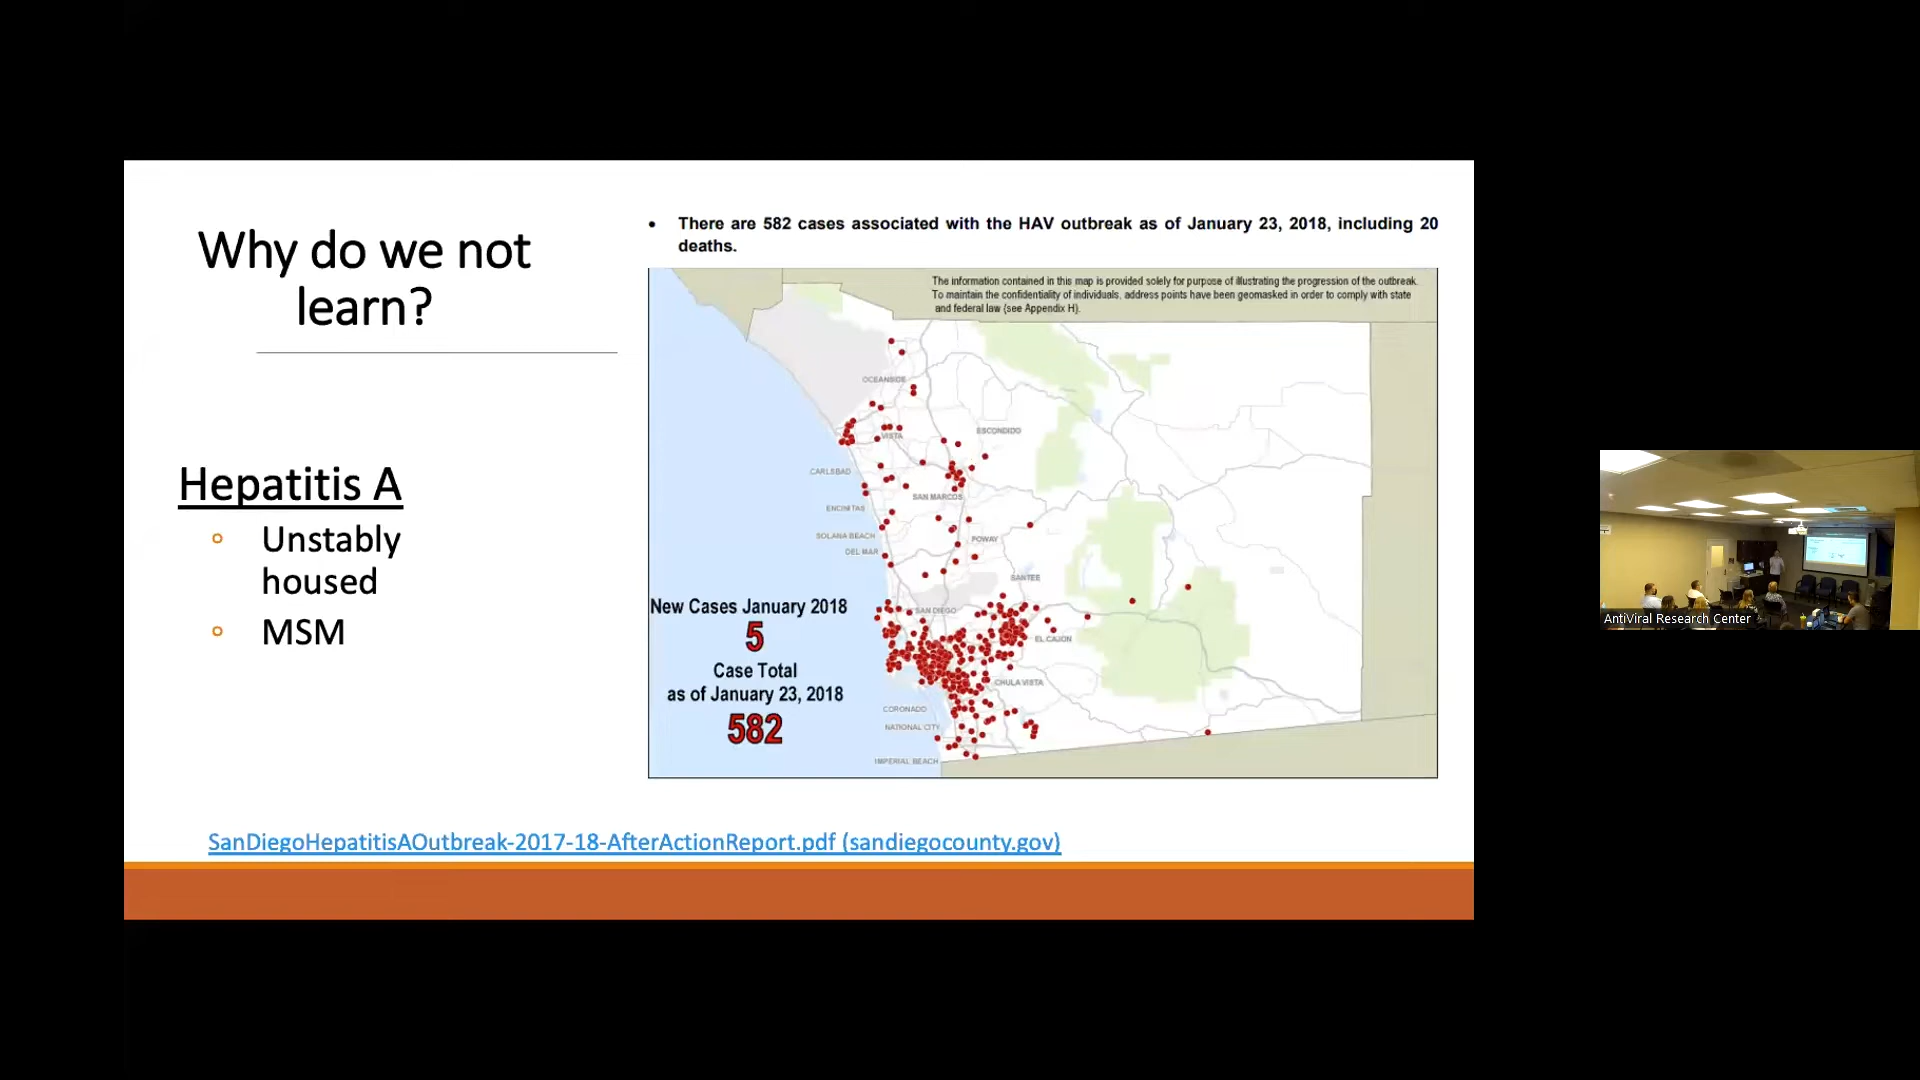 Why do we not
learn?
Hepatitis A
Unstably
housed
MSM
• There are 582 cases associated with the HAV outbreak as of January 23, 2018, including 20
deaths.
The information contained in this map is provided solely for purpose of illustrating the progression of the outbreak.
To maintain the confidentiality of individuals, address points have been geomasked in order to comply with state
and federal law (see Appendix H).
OCEANSIDE
VISTA
ESCONDIDO
CARLSBAD
SAN MARCOS
ENCINITAS
SOLANA BEACH
POWAY
DEL MAR
SANTEE
SAN DIEGO
EL CAJON
CHULA VISTA
CORONADO
NATIONAL CITY
IMPERIAL BEACH
New Cases January 2018
5
Case Total
as of January 23, 2018
582
SanDiegoHepatitisAOutbreak-2017-18-AfterActionReport.pdf (sandiegocounty.gov)
AntiViral Research Center